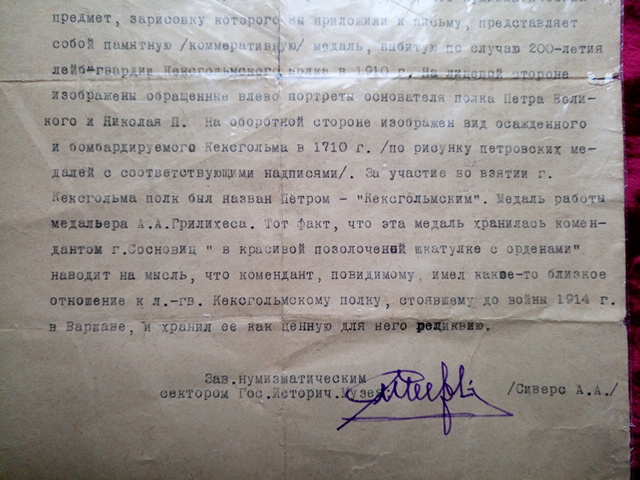 предмет, зарисовку которого вы приложили к письму, представляет
собой памятную /коммеративную/ медаль, выбитую по случаю 200-летия
лейб-гвардии Кексгольмского полка в 1910 г. На лицевой стороне
изображены обращенные влево портреты основателя полка Петра Вели-
кого и Николая П. На оборотной стороне изображен вид осажденного
и бомбардируемого Кексгольма в 1710 г. /по рисунку петровских ме-
далей с соответствующими надписями/. За участие во взятии г.
Кексгольма полк был назван Петром - "Кексгольмским". Медаль работы
медальера А.А.Грилихеса. Тот факт, что эта медаль хранилась комен-
дантом г.Сосновиц " в красивой позолоченой шкатулке с орденами"
наводит на мысль, что комендант, повидимому, имел какое-то близкое
отношение к л.-гв. Кексгольмскому полку, стоявшему до войны 1914 г.
в Варшаве, и хранил ее как ценную для него реликвию.
Зав.нумизматическим
сектором Гос.Историч.Музея: /Сиверс А.А./